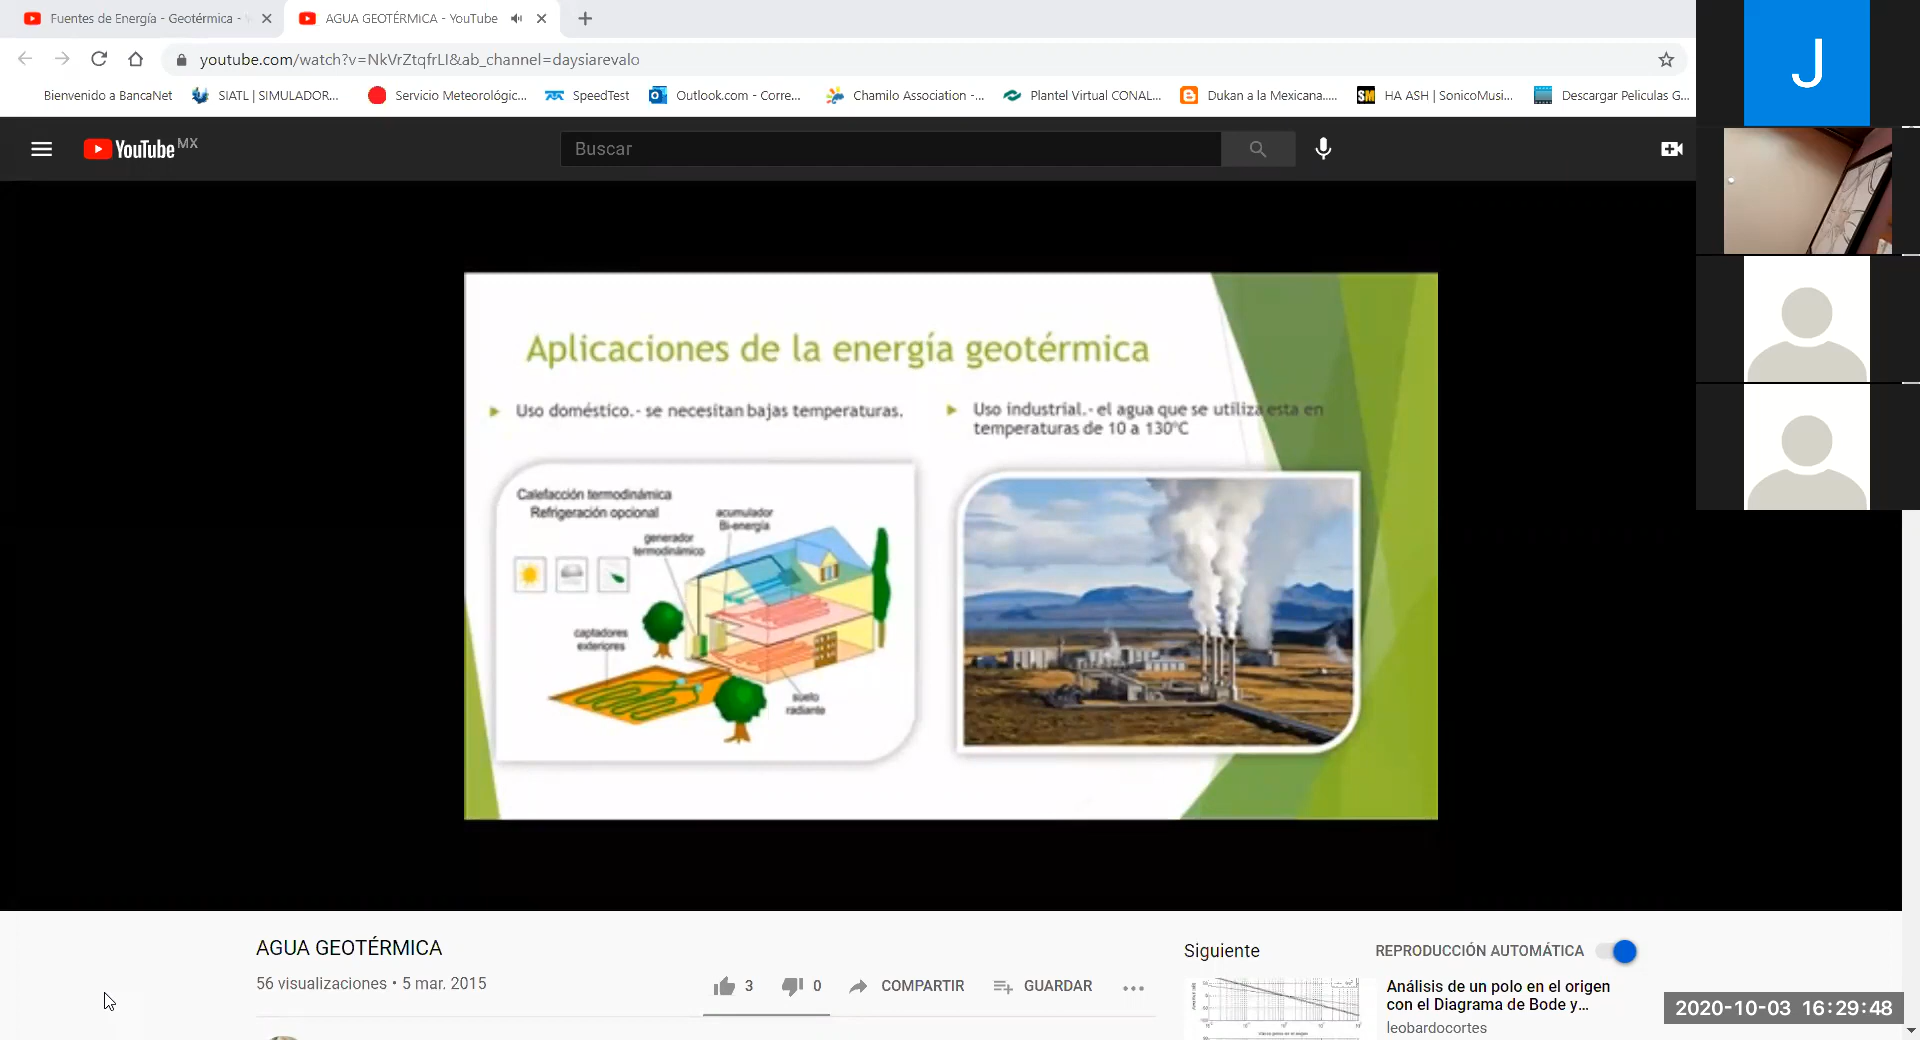 Fuentes de Energía - Geotérmica -
AGUA GEOTÉRMICA - YouTube
youtube.com/watch?v=NkVrZtqfrLI&ab_channel=daysiarevalo
Bienvenido a BancaNet
SIATL | SIMULADOR...
Servicio Meteorológic...
SpeedTest
Outlook.com - Corre...
Chamilo Association -...
Plantel Virtual CONAL...
Dukan a la Mexicana.....
SM
HA ASH | SonicoMusi...
Descargar Peliculas G...
J
YouTube MX
Buscar
Aplicaciones de la energía geotérmica
Uso doméstico.- se necesitan bajas temperaturas.
Uso industrial.- el agua que se utiliza esta en
temperaturas de 10 a 130ºC
Calefacción termodinámica
Refrigeración opcional
acumulador
Bi-energía
generador
termodinámico
captadores
exteriores
suelo
radiante
AGUA GEOTÉRMICA
56 visualizaciones • 5 mar. 2015
3
0
COMPARTIR
GUARDAR
Siguiente
REPRODUCCIÓN AUTOMÁTICA
Análisis de un polo en el origen
con el Diagrama de Bode y...
leobardocortes
2020-10-03 16:29:48